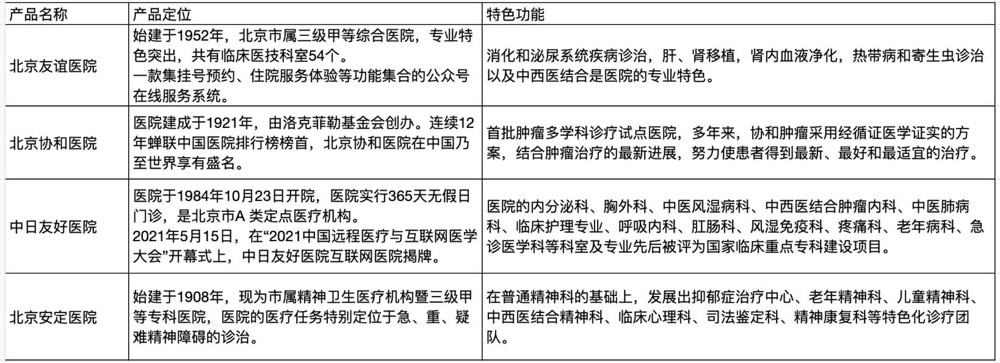 产品名称
产品定位
特色功能
北京友谊医院
始建于1952年，北京市属三级甲等综合医院，专业特
色突出，共有临床医技科室54个。
一款集挂号预约、住院服务体验等功能集合的公众号
在线服务系统。
消化和泌尿系统疾病诊治，肝、肾移植，肾内血液净化，热带病和寄生虫诊治
以及中西医结合是医院的专业特色。
北京协和医院
医院建成于1921年，由洛克菲勒基金会创办。连续12
年蝉联中国医院排行榜榜首，北京协和医院在中国乃
至世界享有盛名。
首批肿瘤多学科诊疗试点医院，多年来，协和肿瘤采用经循证医学证实的方
案，结合肿瘤治疗的最新进展，努力使患者得到最新、最好和最适宜的治疗。
中日友好医院
医院于1984年10月23日开院，医院实行365天无假日
门诊，是北京市A 类定点医疗机构。
2021年5月15日，在“2021中国远程医疗与互联网医学
大会”开幕式上，中日友好医院互联网医院揭牌。
医院的内分泌科、胸外科、中医风湿病科、中西医结合肿瘤内科、中医肺病
科、临床护理专业、呼吸内科、肛肠科、风湿免疫科、疼痛科、老年病科、急
诊医学科等科室及专业先后被评为国家临床重点专科建设项目。
北京安定医院
始建于1908年，现为市属精神卫生医疗机构暨三级甲
等专科医院，医院的医疗任务特别定位于急、重、疑
难精神障碍的诊治。
在普通精神科的基础上，发展出抑郁症治疗中心、老年精神科、儿童精神科、
中西医结合精神科、临床心理科、司法鉴定科、精神康复科等特色化诊疗团
队。